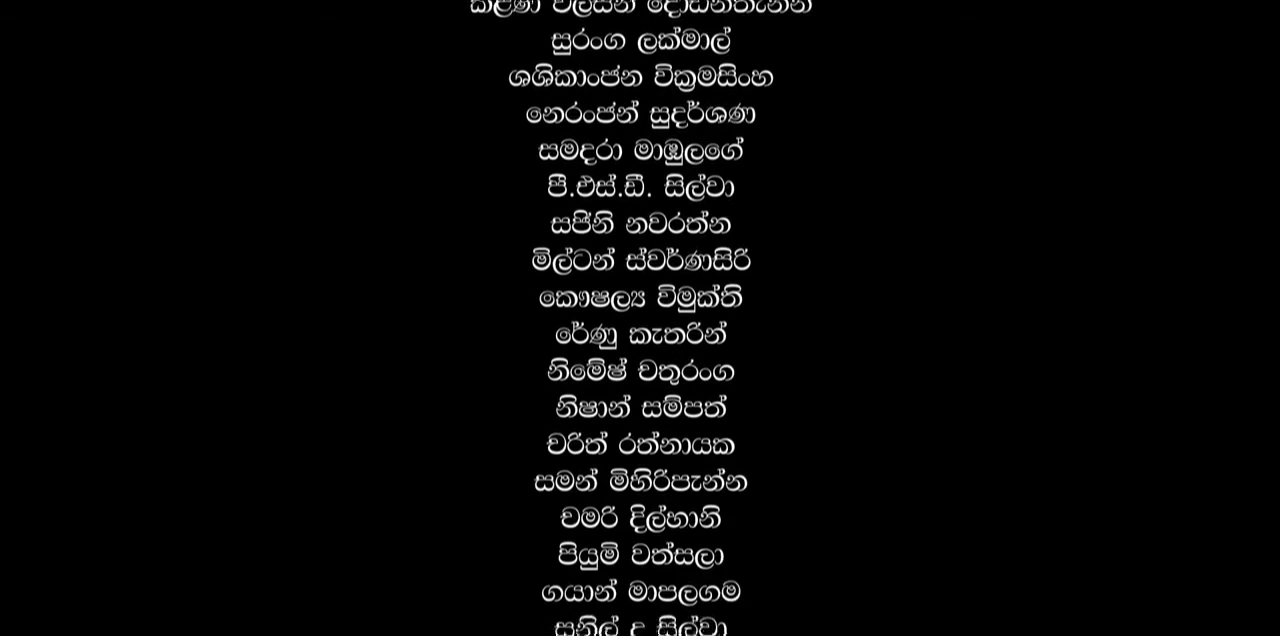 සුරංග ලක්මාල්
ශශිකාංජන වික්‍රමසිංහ
නෙරංජන් සුදර්ශණ
සමදරා මාඹුලගේ
පී.එස්.ඩී. සිල්වා
සජිනි නවරත්න
මිල්ටන් ස්වර්ණසිරි
කෞෂල්‍ය විමුක්ති
රේණු කැතරින්
නිමේෂ් චතුරංග
නිෂාන් සම්පත්
චරිත් රත්නායක
සමන් මිහිරිපැන්න
චමරි දිල්හානි
පියුමි වත්සලා
ගයාන් මාපලගම
සුනිල් ද සිල්වා